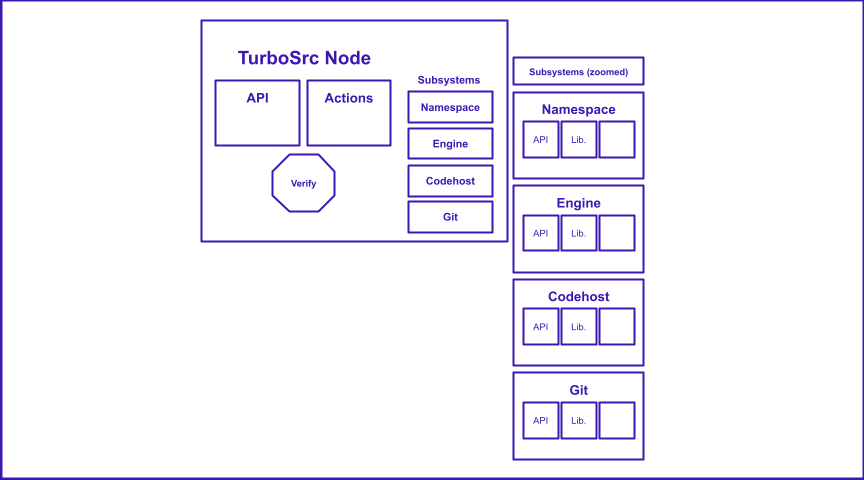 TurboSrc Node
API
Actions
Verify
Subsystems
Namespace
Engine
Codehost
Git
Subsystems (zoomed)
Namespace
API
Lib.
Engine
API
Lib.
Codehost
API
Lib.
Git
API
Lib.